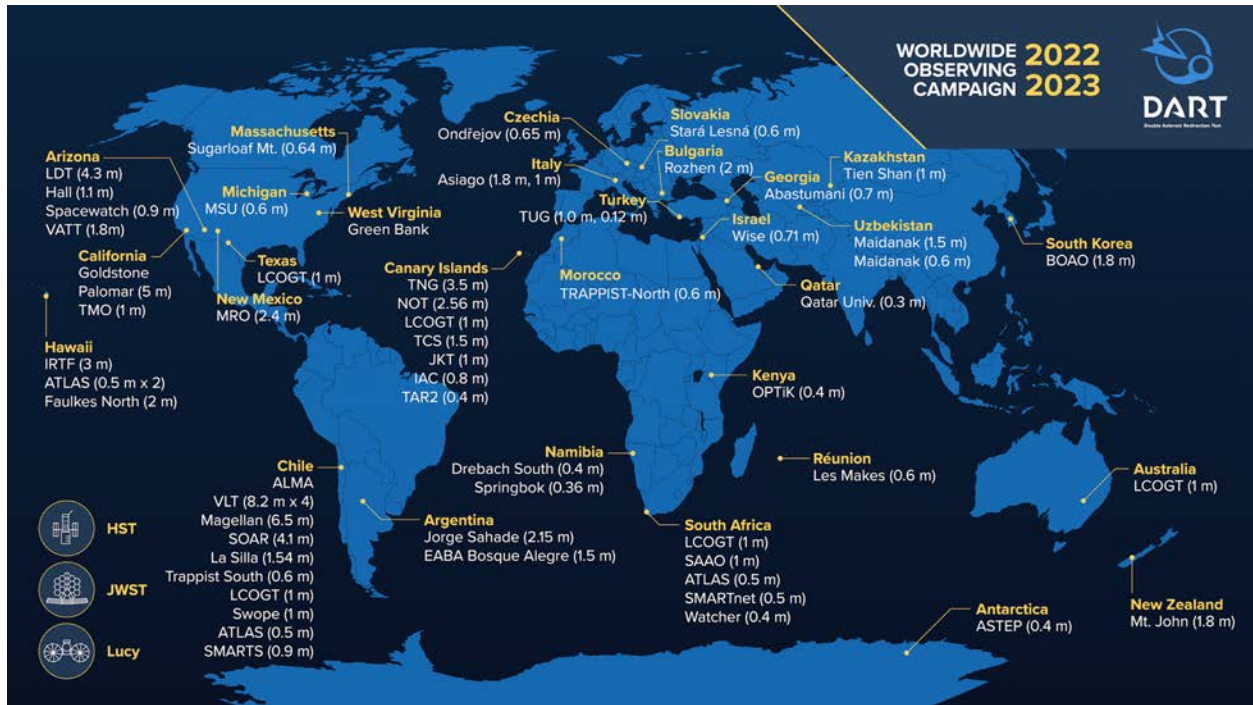 WORLDWIDE
OBSERVING
CAMPAIGN
2022
2023
DART
Double Asteroid Redirection Test
Massachusetts
Sugarloaf Mt. (0.64 m)
Arizona
LDT (4.3 m)
Hall (1.1 m)
Spacewatch (0.9 m)
VATT (1.8m)
Michigan
MSU (0.6 m)
West Virginia
Green Bank
California
Goldstone
Palomar (5 m)
TMO (1 m)
Texas
LCOGT (1 m)
New Mexico
MRO (2.4 m)
Hawaii
IRTF (3 m)
ATLAS (0.5 m x 2)
Faulkes North (2 m)
Czechia
Ondřejov (0.65 m)
Slovakia
Stará Lesná (0.6 m)
Italy
Asiago (1.8 m, 1 m)
Bulgaria
Rozhen (2 m)
Turkey
TUG (1.0 m, 0.12 m)
Georgia
Abastumani (0.7 m)
Kazakhstan
Tien Shan (1 m)
Israel
Wise (0.71 m)
Uzbekistan
Maidanak (1.5 m)
Maidanak (0.6 m)
South Korea
BOAO (1.8 m)
Canary Islands
TNG (3.5 m)
NOT (2.56 m)
LCOGT (1 m)
TCS (1.5 m)
JKT (1 m)
IAC (0.8 m)
TAR2 (0.4 m)
Morocco
TRAPPIST-North (0.6 m)
Qatar
Qatar Univ. (0.3 m)
Kenya
OPTiK (0.4 m)
Namibia
Drebach South (0.4 m)
Springbok (0.36 m)
Réunion
Les Makes (0.6 m)
Australia
LCOGT (1 m)
Chile
ALMA
VLT (8.2 m x 4)
Magellan (6.5 m)
SOAR (4.1 m)
La Silla (1.54 m)
Trappist South (0.6 m)
LCOGT (1 m)
Swope (1 m)
ATLAS (0.5 m)
SMARTS (0.9 m)
Argentina
Jorge Sahade (2.15 m)
EABA Bosque Alegre (1.5 m)
South Africa
LCOGT (1 m)
SAAO (1 m)
ATLAS (0.5 m)
SMARTnet (0.5 m)
Watcher (0.4 m)
Antarctica
ASTEP (0.4 m)
New Zealand
Mt. John (1.8 m)
HST
JWST
Lucy